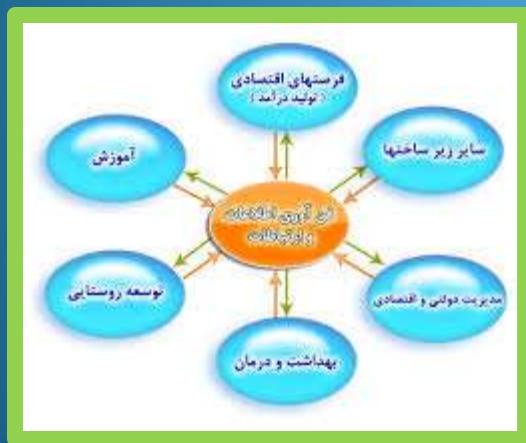 فرصتهای اقتصادی
( تولید درآمد )
سایر زیر ساختها
آموزش
فن آوری اطلاعات
و ارتباطات
مدیریت دولتی و اقتصادی
توسعه روستایی
بهداشت و درمان